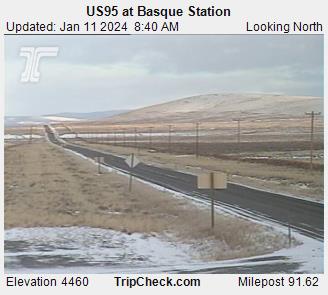 US95 at Basque Station
Updated: Jan 11 2024 8:40 AM Looking North
Elevation 4460 TripCheck.com Milepost 91.62